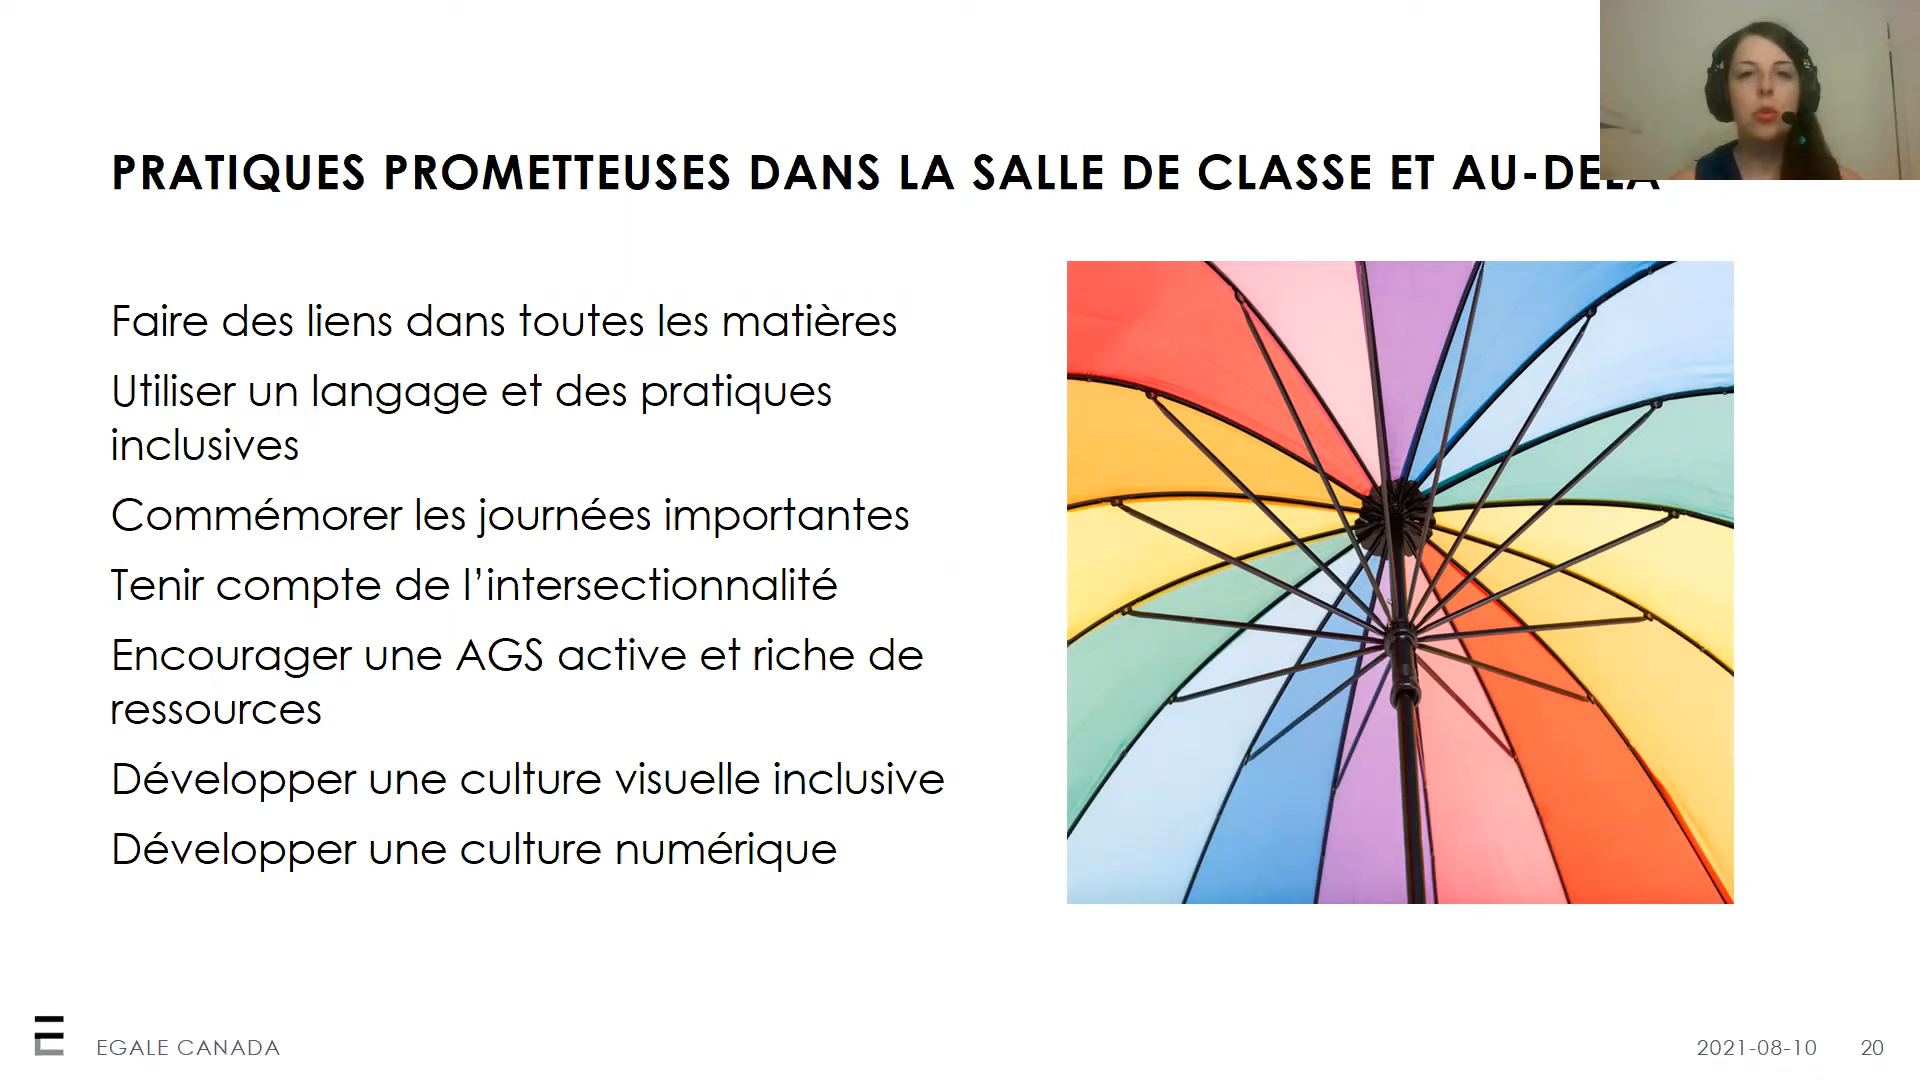 PRATIQUES PROMETTEUSES DANS LA SALLE DE CLASSE ET AU-DELÀ
Faire des liens dans toutes les matières
Utiliser un langage et des pratiques
inclusives
Commémorer les journées importantes
Tenir compte de l’intersectionnalité
Encourager une AGS active et riche de
ressources
Développer une culture visuelle inclusive
Développer une culture numérique
EGALE CANADA
2021-08-10
20